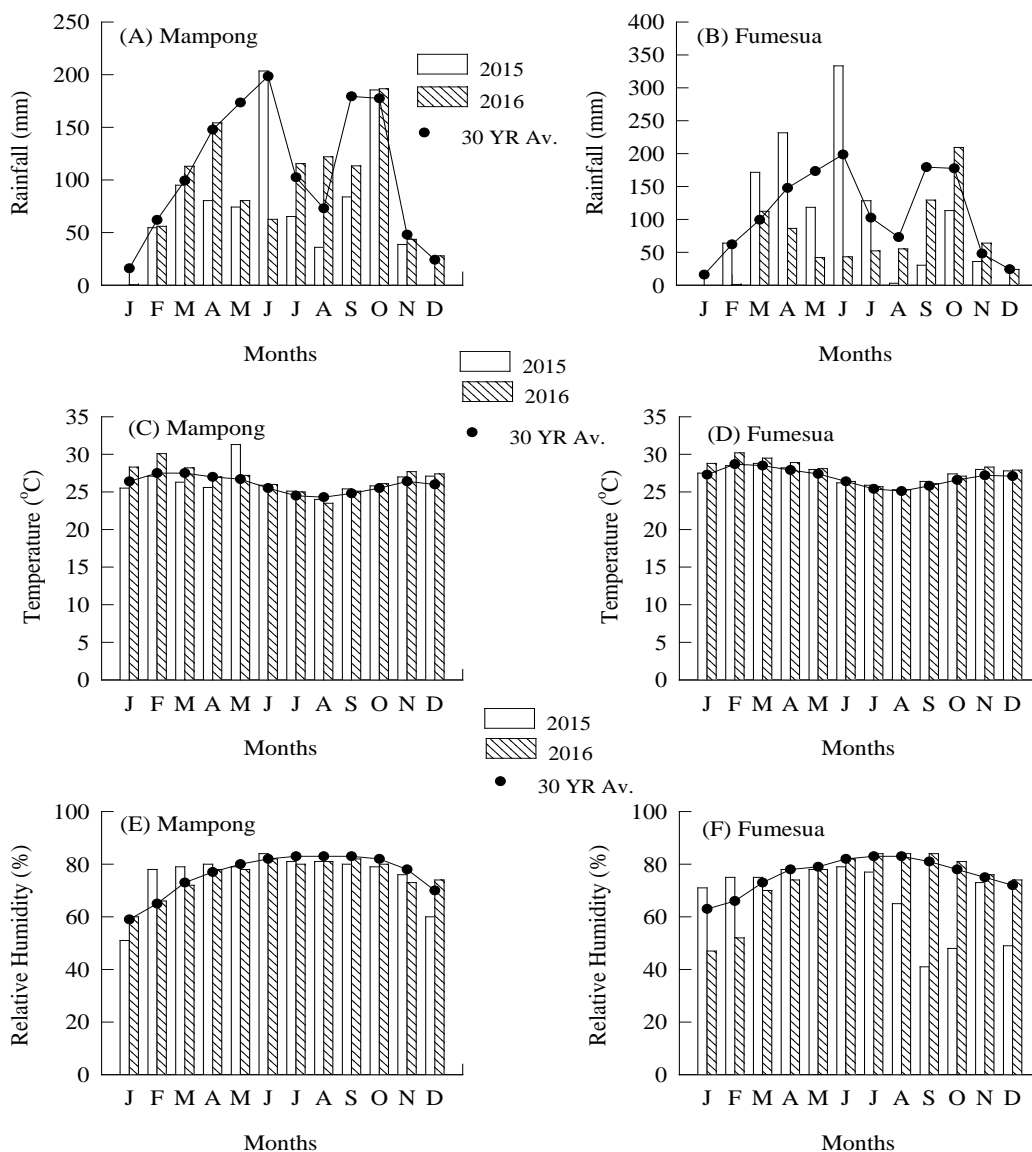 (A) Mampong
Rainfall (mm)
250
200
150
100
50
0
J F M A M J J A S O N D
Months
2015
2016
30 YR Av.
(B) Fumesua
Rainfall (mm)
400
350
300
250
200
150
100
50
0
J F M A M J J A S O N D
Months
2015
2016
30 YR Av.
(C) Mampong
Temperature (°C)
35
30
25
20
15
10
5
0
J F M A M J J A S O N D
Months
(D) Fumesua
Temperature (°C)
35
30
25
20
15
10
5
0
J F M A M J J A S O N D
Months
2015
2016
30 YR Av.
(E) Mampong
Relative Humidity (%)
100
80
60
40
20
0
J F M A M J J A S O N D
Months
(F) Fumesua
Relative Humidity (%)
100
80
60
40
20
0
J F M A M J J A S O N D
Months